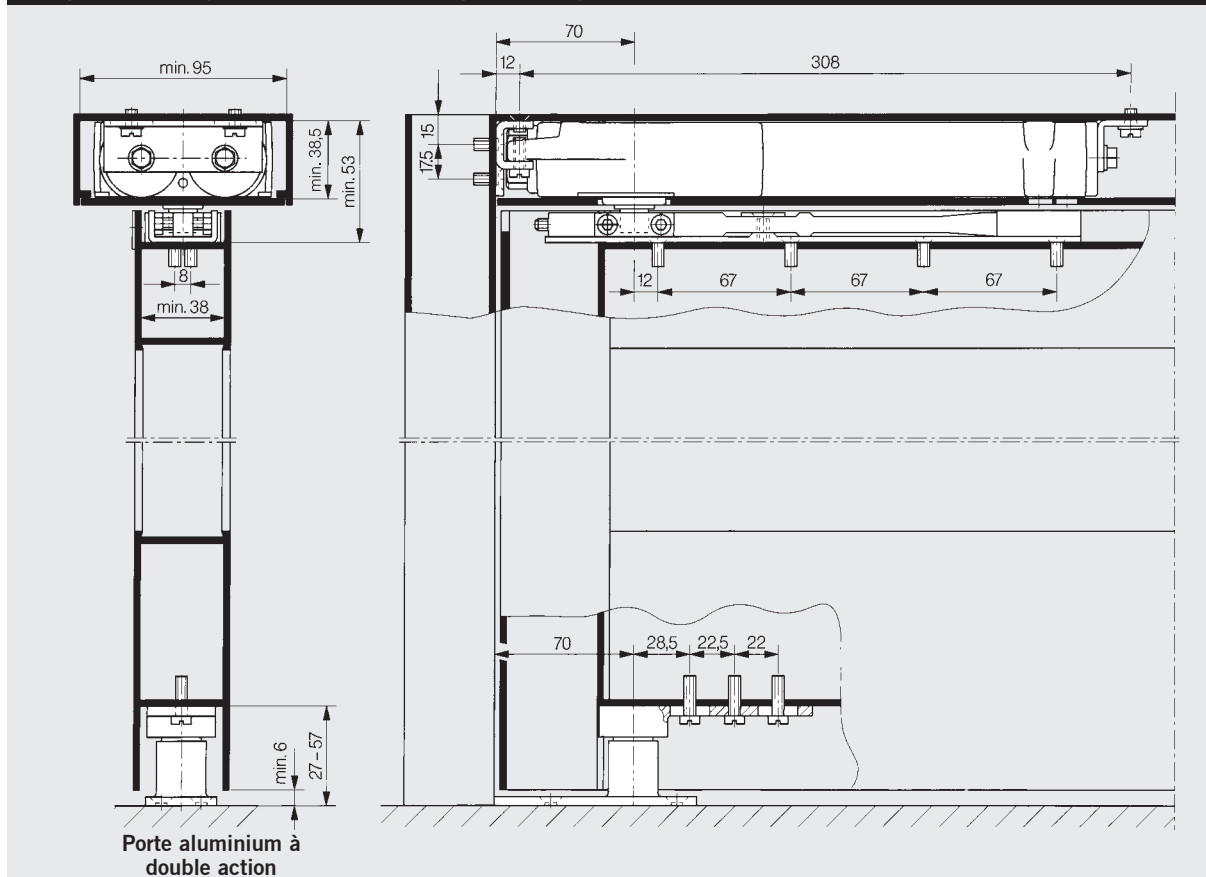 70
min. 95
12
308
15
17,5
min. 38,5
min. 53
8
12
67
67
67
min. 38
70
28,5
22,5
22
min. 6
27 – 57
Porte aluminium à
double action